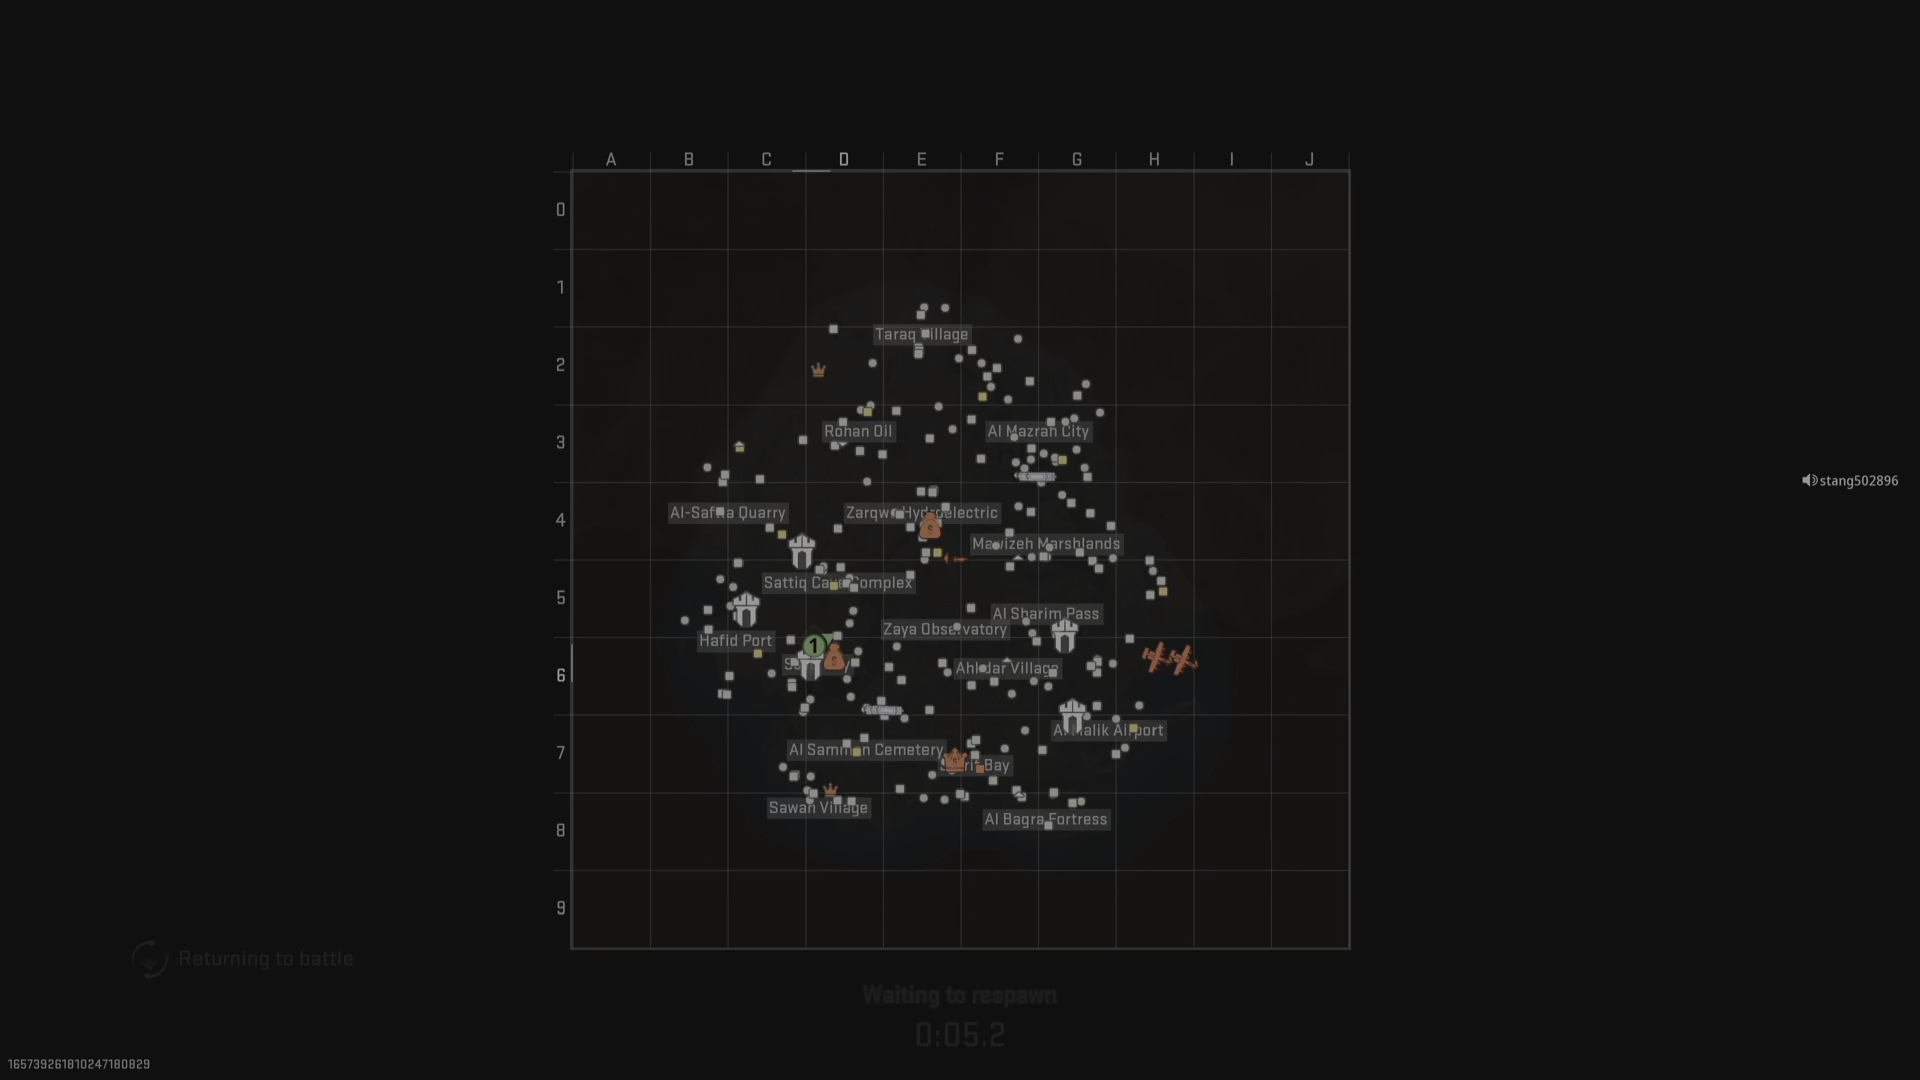 A B C D E F G H I J
0
1
Taraq Village
2
Rohan Oil
Al Mazrah City
3
Al-Safwa Quarry
Zarqwa Hydroelectric
4
Mawizeh Marshlands
Sattiq Cave Complex
5
Al Sharim Pass
Zaya Observatory
Hafid Port
1
6
Ahkdar Village
Al Malik Airport
7
Al Samman Cemetery
Sawah Village
Al Bagra Fortress
8
9
stang502896
Returning to battle
Waiting to respawn
0:05.2
165739261810247180829